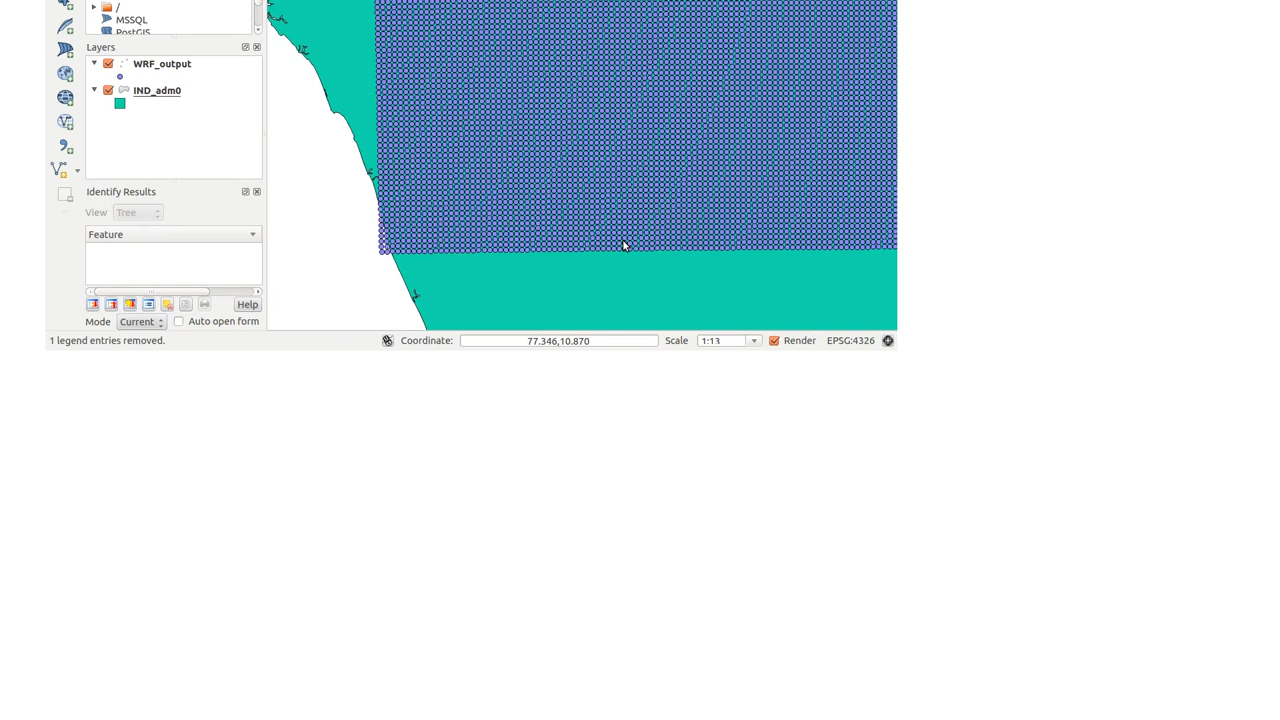 /
MSSQL
PostGIS
Layers
WRF_output
IND_adm0
Identify Results
View Tree
Feature
Help
Mode Current Auto open form
1 legend entries removed. Coordinate: 77.346,10.870 Scale 1:13 Render EPSG:4326